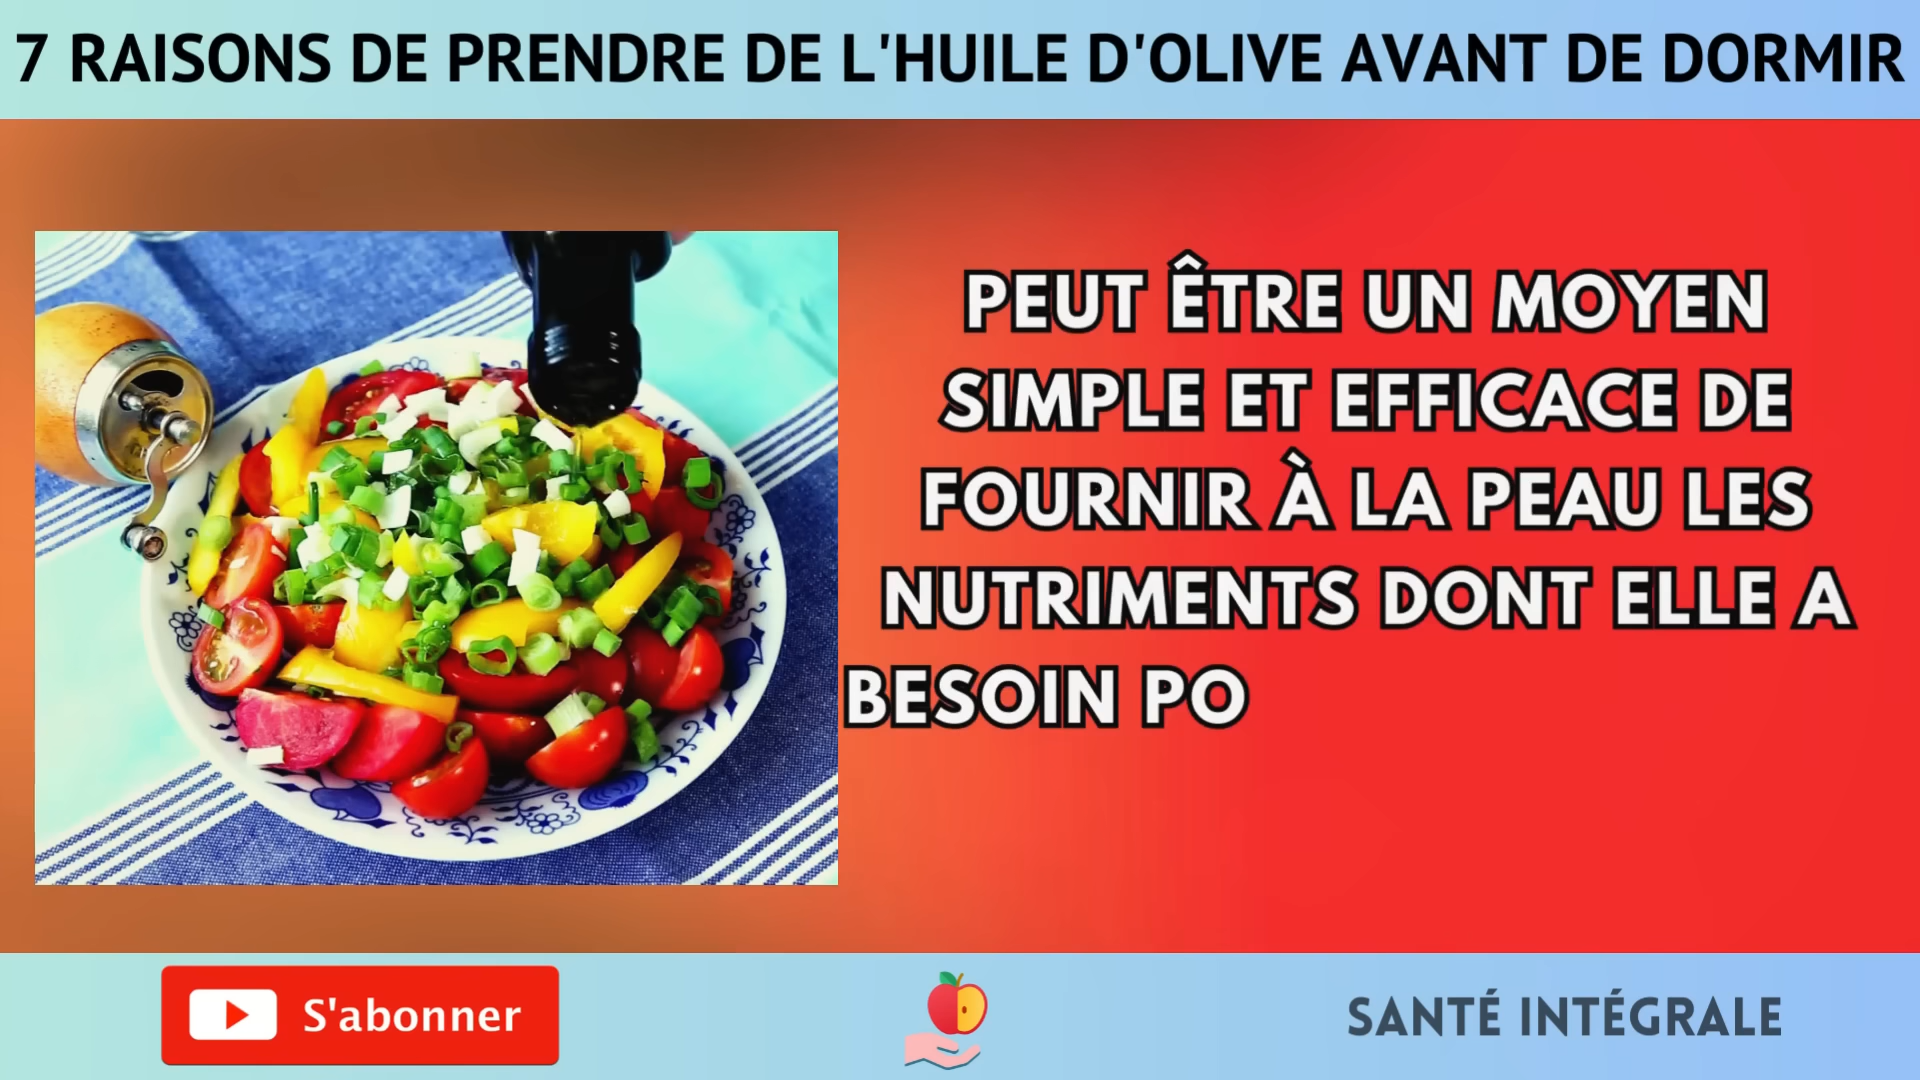 7 RAISONS DE PRENDRE DE L'HUILE D'OLIVE AVANT DE DORMIR
PEUT ÊTRE UN MOYEN
SIMPLE ET EFFICACE DE
FOURNIR À LA PEAU LES
NUTRIMENTS DONT ELLE A
BESOIN PO
S'abonner
SANTÉ INTÉGRALE